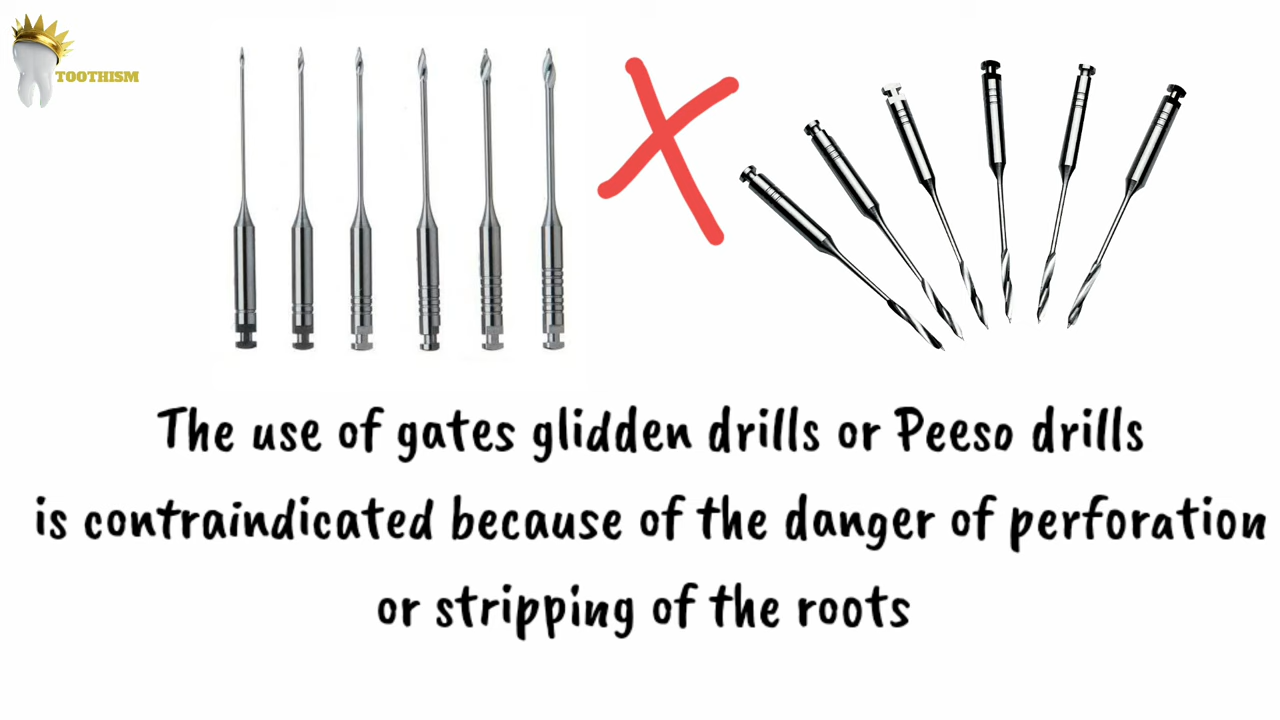 TOOTHISM
The use of gates glidden drills or Peeso drills
is contraindicated because of the danger of perforation
or stripping of the roots